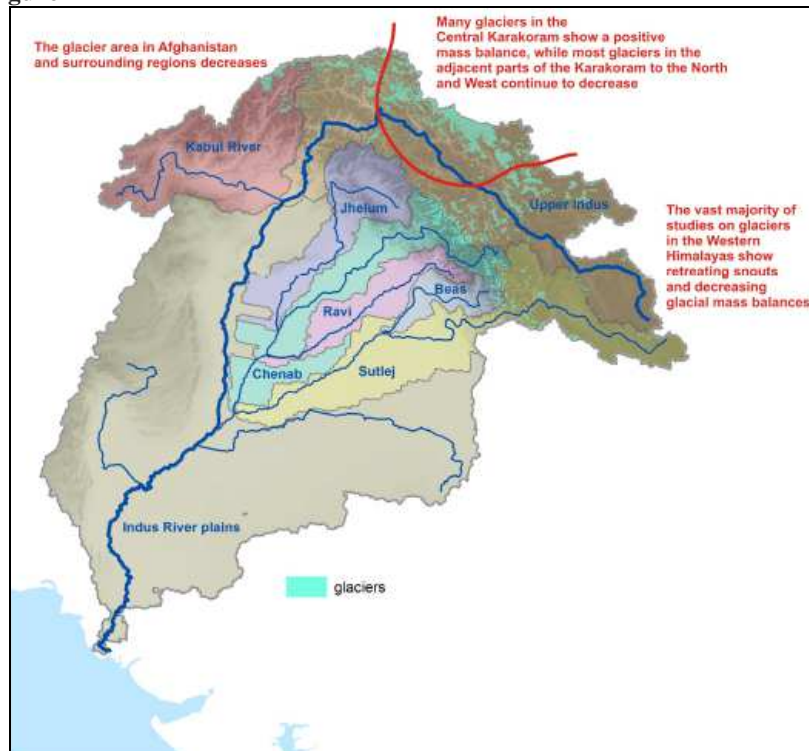 Many glaciers in the
Central Karakoram show a positive
mass balance, while most glaciers in the
adjacent parts of the Karakoram to the North
and West continue to decrease
The glacier area in Afghanistan
and surrounding regions decreases
Kabul River
Jhelum
Upper Indus
The vast majority of
studies on glaciers
in the Western
Himalayas show
retreating snouts
and decreasing
glacial mass balances
Beas
Ravi
Chenab
Sutlej
Indus River plains
glaciers